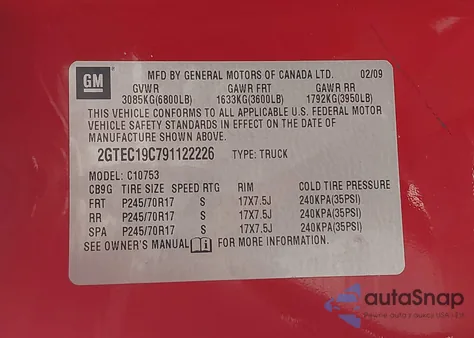 GM
MFD BY GENERAL MOTORS OF CANADA LTD. 02/09
GVWR GAWR FRT GAWR RR
3085KG(6800LB) 1633KG(3600LB) 1792KG(3950LB)
THIS VEHICLE CONFORMS TO ALL APPLICABLE U.S. FEDERAL MOTOR
VEHICLE SAFETY STANDARDS IN EFFECT ON THE DATE OF
MANUFACTURE SHOWN ABOVE.
2GTEC19C791122226 TYPE: TRUCK
MODEL: C10753
CB9G TIRE SIZE SPEED RTG RIM COLD TIRE PRESSURE
FRT P245/70R17 S 17X7.5J 240KPA(35PSI)
RR P245/70R17 S 17X7.5J 240KPA(35PSI)
SPA P245/70R17 S 17X7.5J 240KPA(35PSI)
SEE OWNER'S MANUAL i FOR MORE INFORMATION.
autaSnap